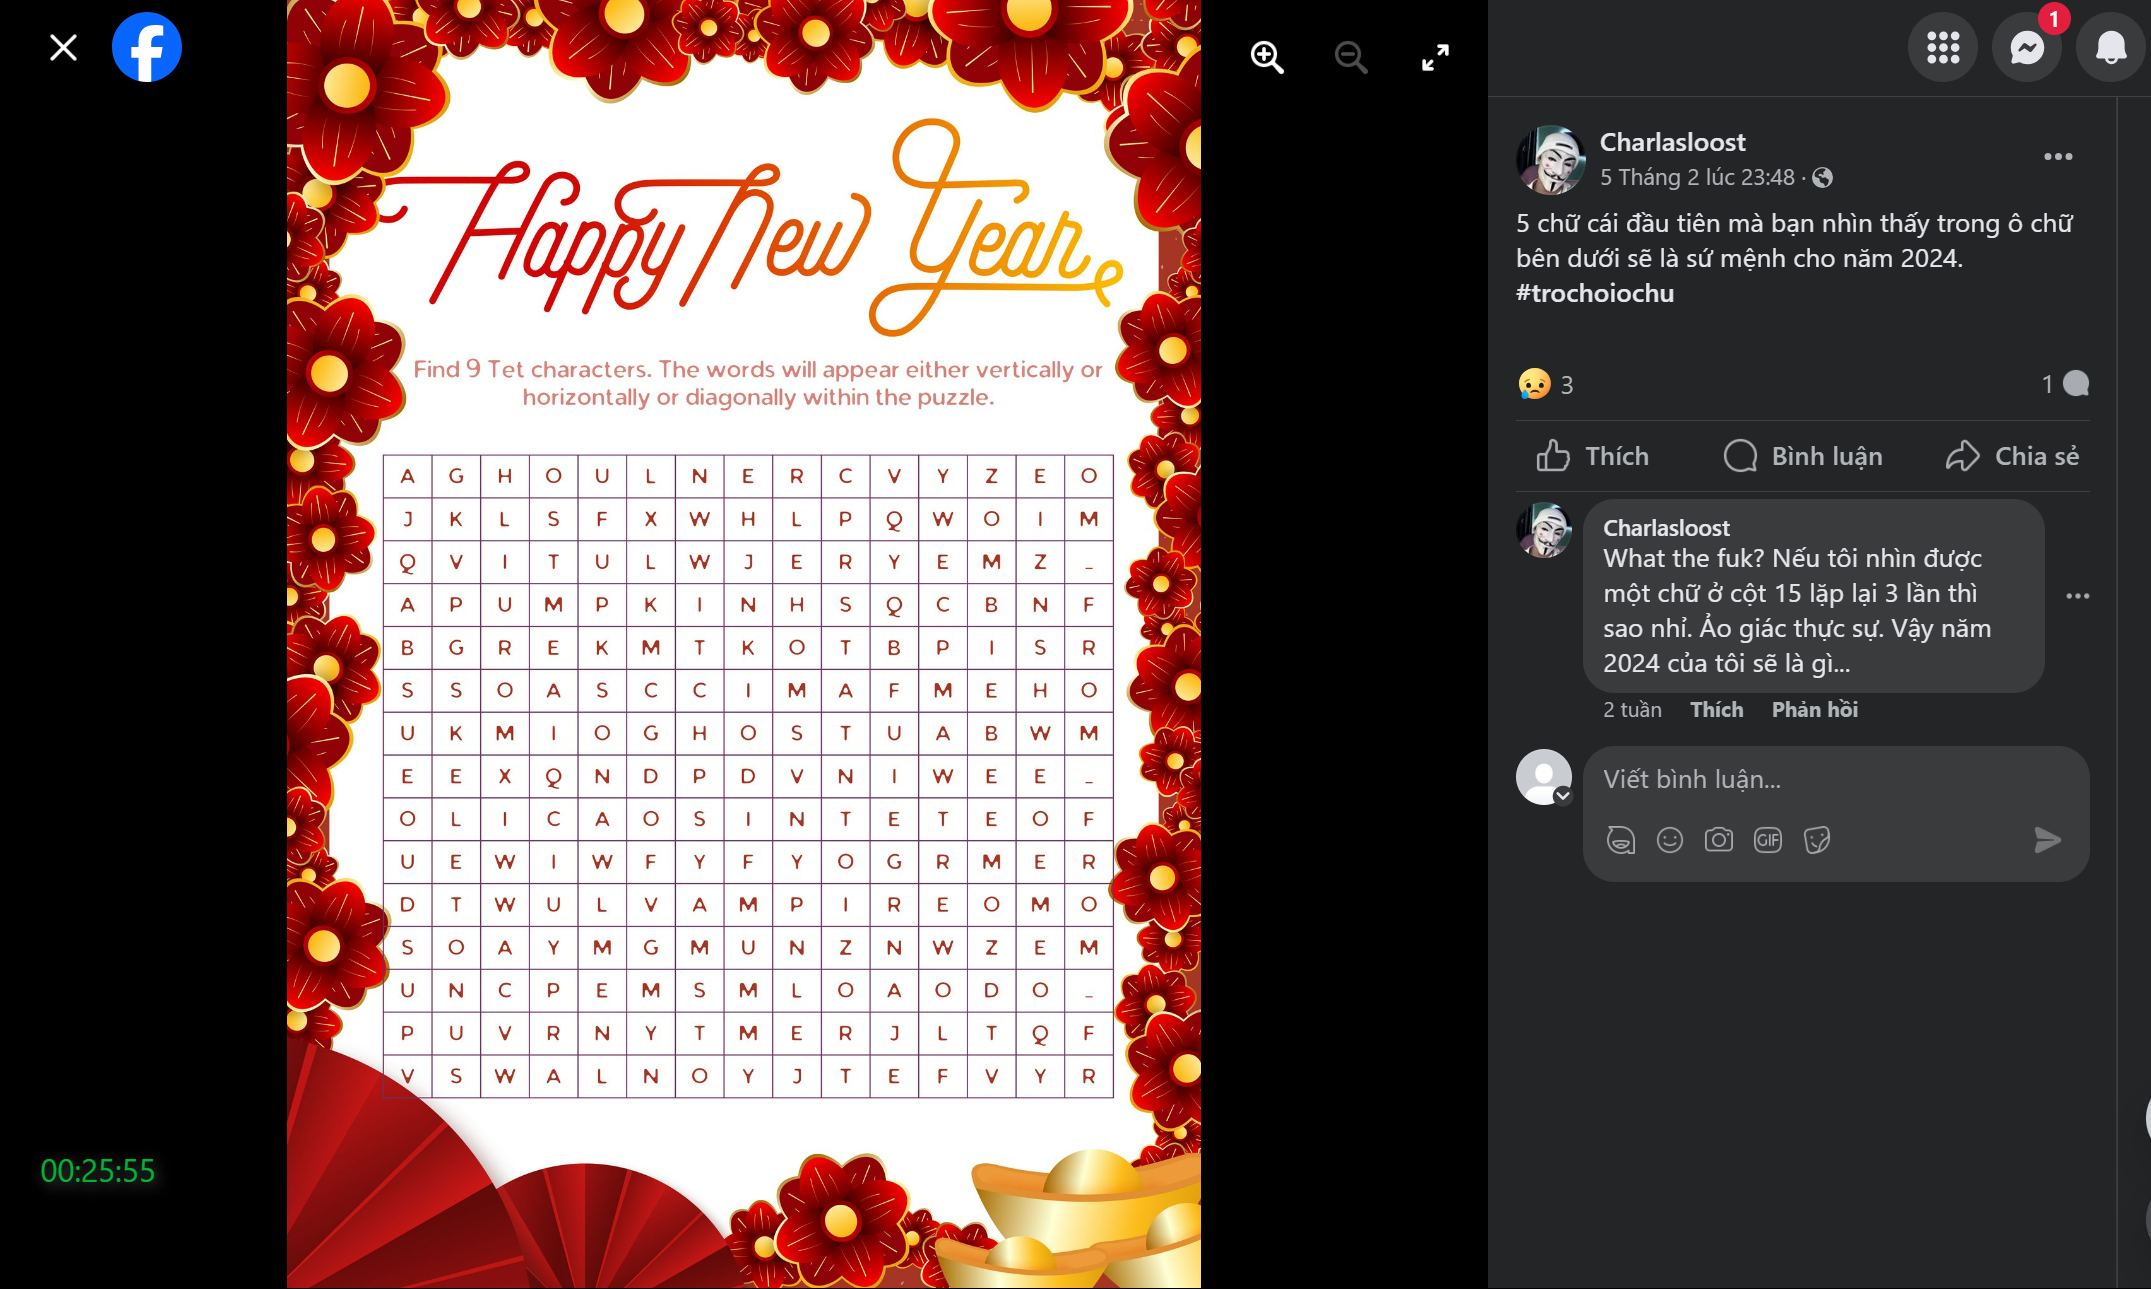 Happy New Year
Find 9 Tet characters. The words will appear either vertically or
horizontally or diagonally within the puzzle.
A G H O U L N E R C V Y Z E O
J K L S F X W H L P Q W O I M
Q V I T U L W J E R Y E M Z _
A P U M P K I N H S Q C B N F
B G R E K M T K O T B P I S R
S S O A S C C I M A F M E H O
U K M I O G H O S T U A B W M
E E X Q N D P D V N I W E E _
O L I C A O S I N T E T E O F
U E W I W F Y F Y O G R M E R
D T W U L V A M P I R E O M O
S O A Y M G M U N Z N W Z E M
U N C P E M S M L O A O D O _
P U V R N Y T M E R J L T Q F
V S W A L N O Y J T E F V Y R
00:25:55
1
Charlasloost
5 Tháng 2 lúc 23:48 ·
5 chữ cái đầu tiên mà bạn nhìn thấy trong ô chữ
bên dưới sẽ là sứ mệnh cho năm 2024.
#trochoiochu
3
1
Thích Bình luận Chia sẻ
Charlasloost
What the fuk? Nếu tôi nhìn được
một chữ ở cột 15 lặp lại 3 lần thì
sao nhỉ. Ảo giác thực sự. Vậy năm
2024 của tôi sẽ là gì...
2 tuần Thích Phản hồi
Viết bình luận...
GIF